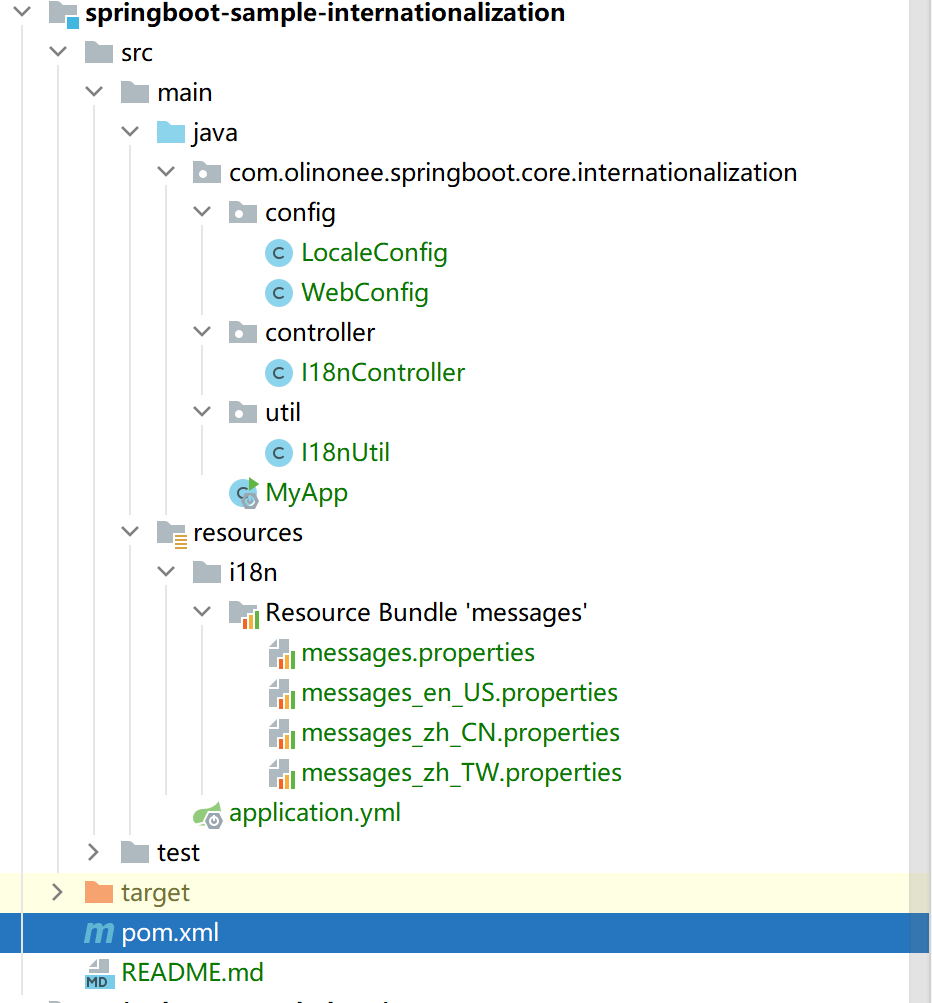 springboot-sample-internationalization
src
main
java
com.olinonee.springboot.core.internationalization
config
C LocaleConfig
C WebConfig
controller
C I18nController
util
C I18nUtil
C MyApp
resources
i18n
Resource Bundle 'messages'
messages.properties
messages_en_US.properties
messages_zh_CN.properties
messages_zh_TW.properties
application.yml
test
target
m pom.xml
MD README.md